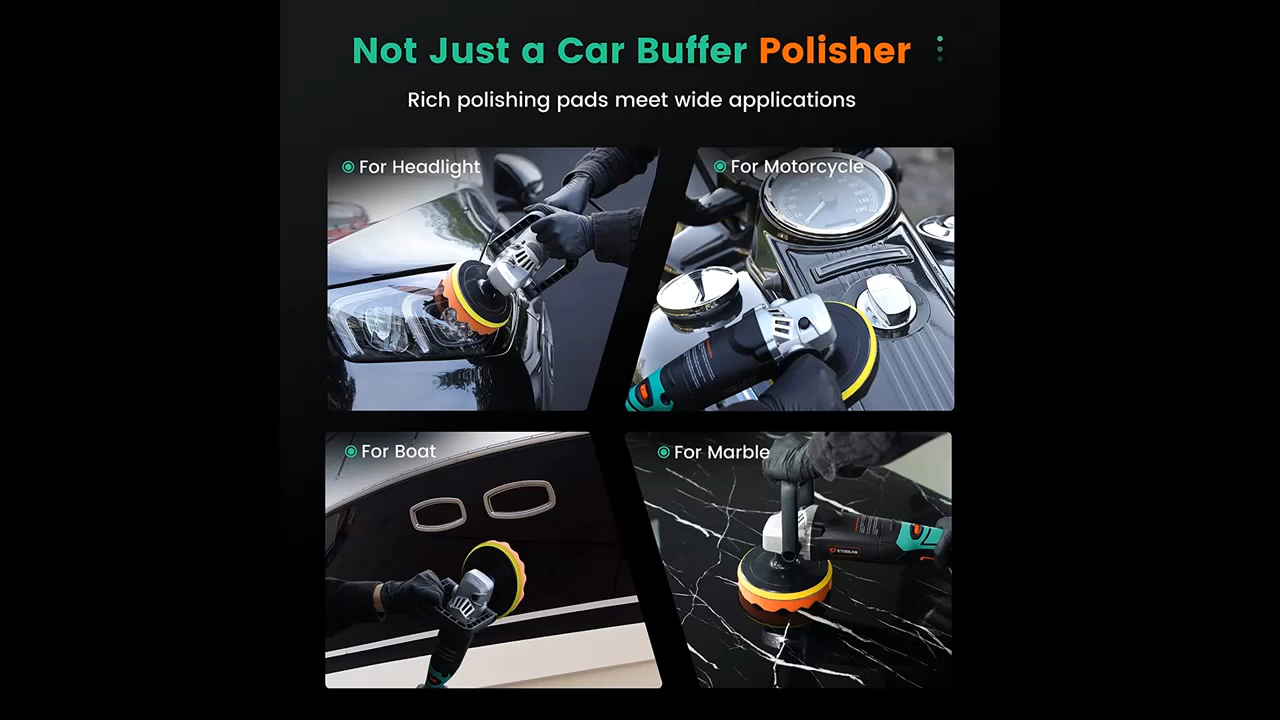 Not Just a Car Buffer Polisher
Rich polishing pads meet wide applications
For Headlight
For Motorcycle
For Boat
For Marble